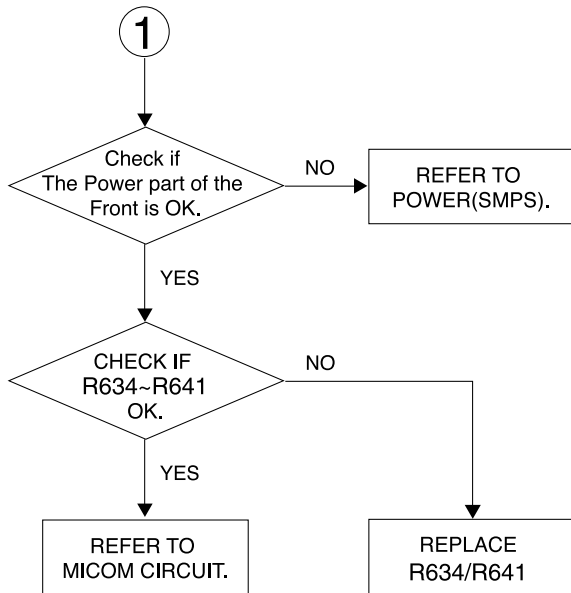 1
Check if
The Power part of the
Front is OK.
NO
REFER TO
POWER(SMPS).
YES
CHECK IF
R634~R641
OK.
NO
YES
REFER TO
MICOM CIRCUIT.
REPLACE
R634/R641